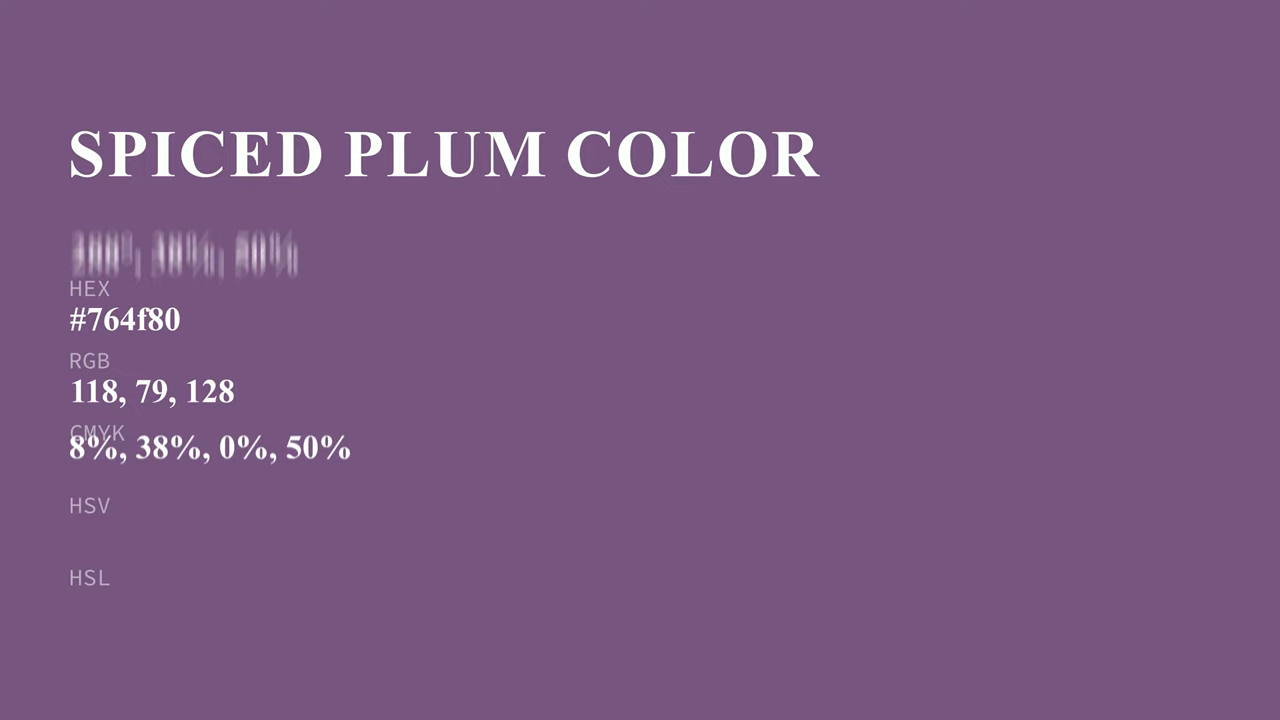 SPICED PLUM COLOR
HEX
#764f80
RGB
118, 79, 128
CMYK
8%, 38%, 0%, 50%
HSV
HSL